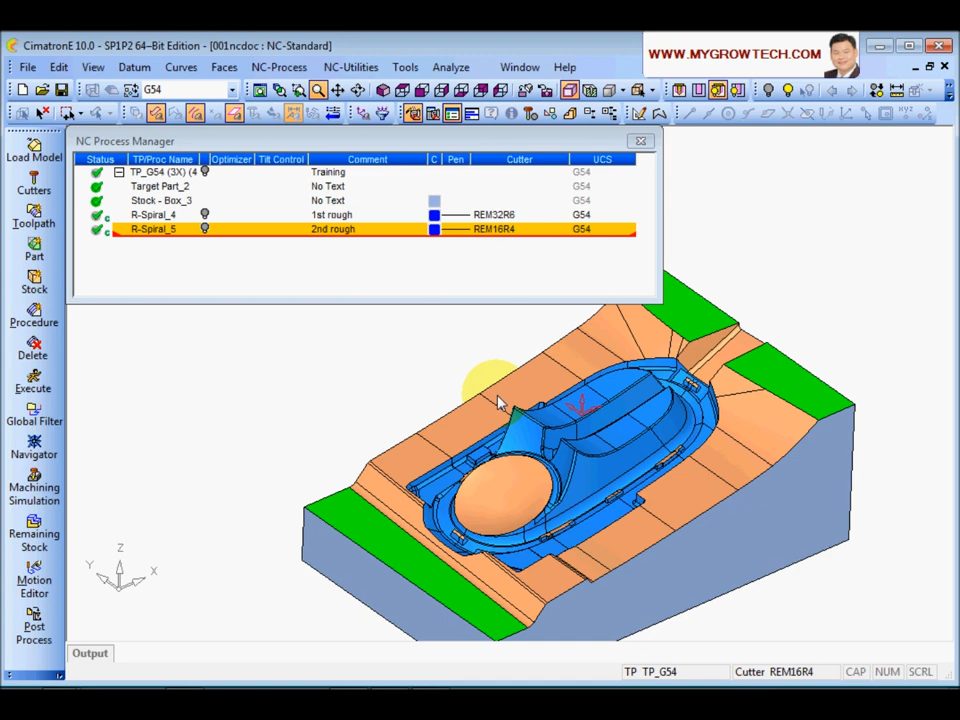 CimatronE 10.0 - SP1P2 64-Bit Edition - [001ncdoc : NC-Standard]
WWW.MYGROWTECH.COM
File Edit View Datum Curves Faces NC-Process NC-Utilities Tools Analyze Window Help
G54
NC Process Manager
Status TP/Proc Name Optimizer Tilt Control Comment C Pen Cutter UCS
TP_G54 (3X) (4 Training G54
Target Part_2 No Text G54
Stock - Box_3 No Text G54
R-Spiral_4 1st rough REM32R6 G54
R-Spiral_5 2nd rough REM16R4 G54
Load Model
Cutters
Toolpath
Part
Stock
Procedure
Delete
Execute
Global Filter
Navigator
Machining
Simulation
Remaining
Stock
Motion
Editor
Post
Process
Z
Y
X
Output
TP TP_G54 Cutter REM16R4 CAP NUM SCRL